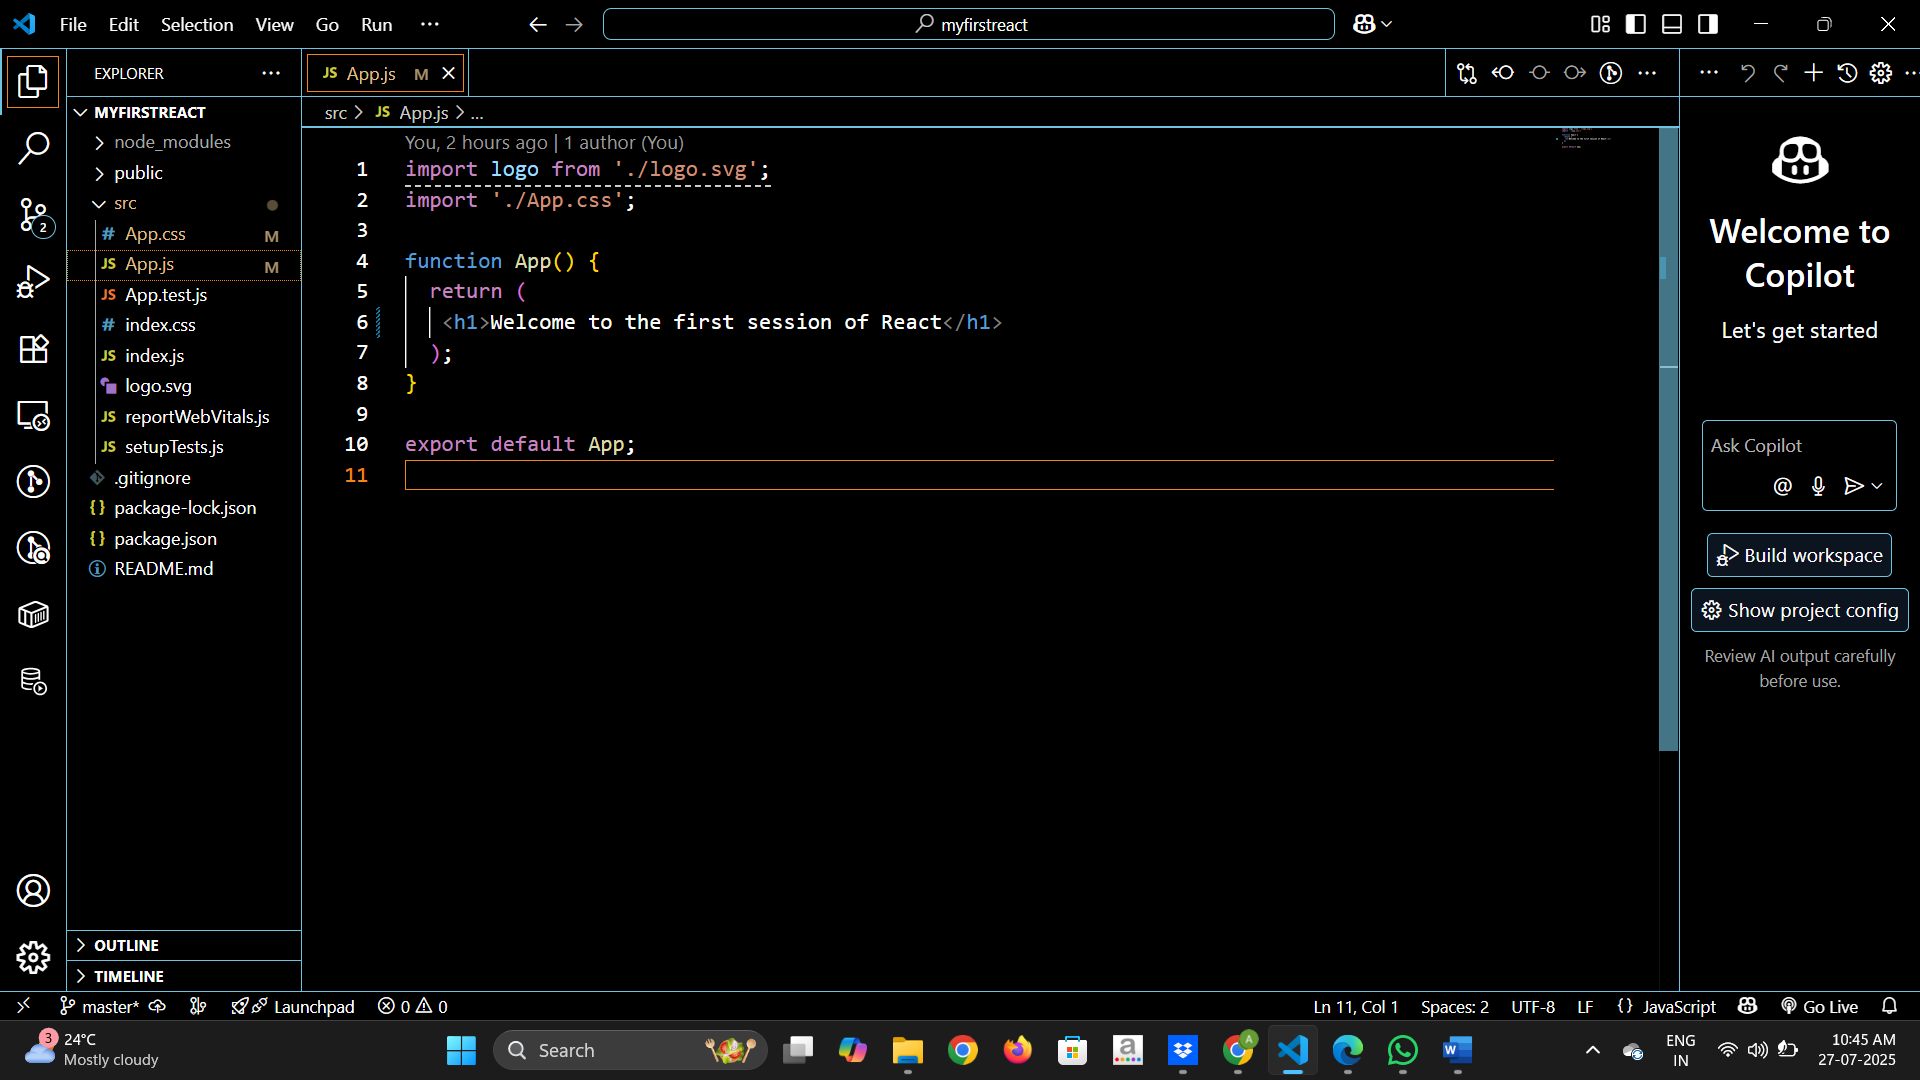 File Edit Selection View Go Run ··· myfirstreact
EXPLORER
MYFIRSTREACT
node_modules
public
src
# App.css M
JS App.js M
JS App.test.js
# index.css
JS index.js
logo.svg
JS reportWebVitals.js
JS setupTests.js
.gitignore
{} package-lock.json
{} package.json
README.md
OUTLINE
TIMELINE
JS App.js M
src > JS App.js > ...
You, 2 hours ago | 1 author (You)
1 import logo from './logo.svg';
2 import './App.css';
3
4 function App() {
5 return (
6 <h1>Welcome to the first session of React</h1>
7 );
8 }
9
10 export default App;
11
Welcome to
Copilot
Let's get started
Ask Copilot
@
Build workspace
Show project config
Review AI output carefully
before use.
2
master* Launchpad 0 0 Ln 11, Col 1 Spaces: 2 UTF-8 LF {} JavaScript Go Live
3 24°C
Mostly cloudy
Search
a
A
W
ENG
IN
10:45 AM
27-07-2025